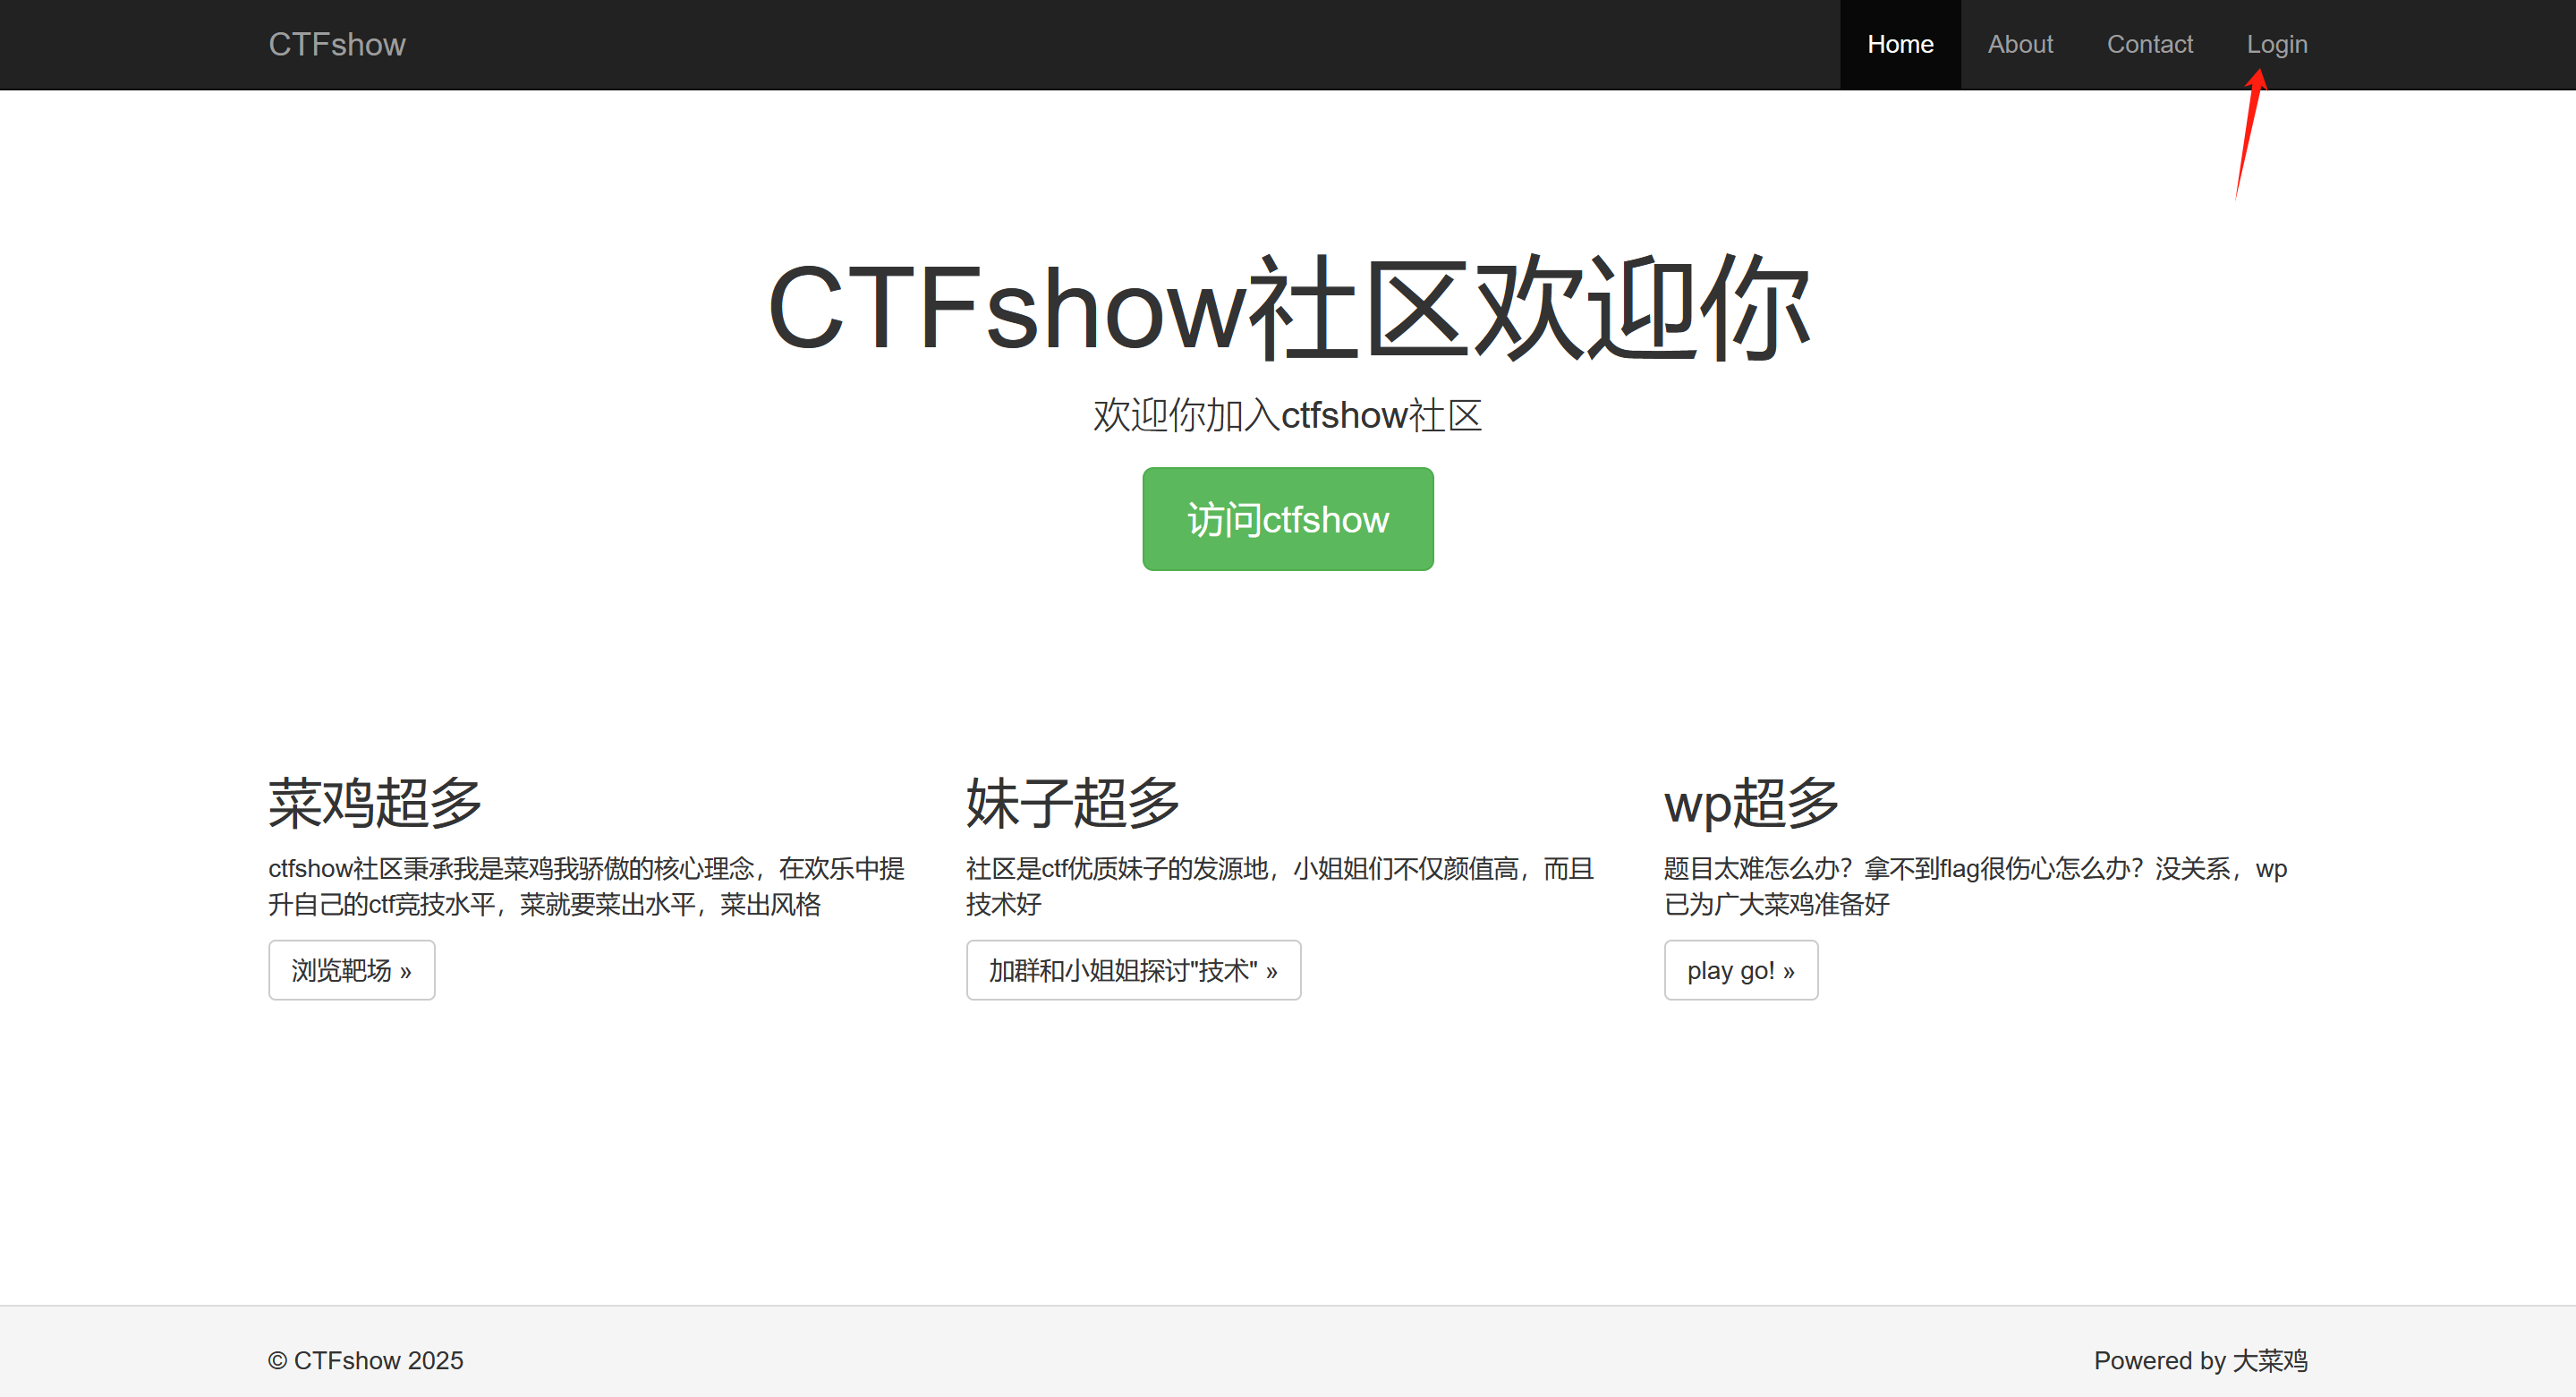 CTFshow
Home About Contact Login
CTFshow社区欢迎你
欢迎你加入ctfshow社区
访问ctfshow
菜鸡超多
ctfshow社区秉承我是菜鸡我骄傲的核心理念，在欢乐中提
升自己的ctf竞技水平，菜就要菜出水平，菜出风格
浏览靶场 »
妹子超多
社区是ctf优质妹子的发源地，小姐姐们不仅颜值高，而且
技术好
加群和小姐姐探讨"技术" »
wp超多
题目太难怎么办？拿不到flag很伤心怎么办？没关系，wp
已为广大菜鸡准备好
play go! »
© CTFshow 2025
Powered by 大菜鸡